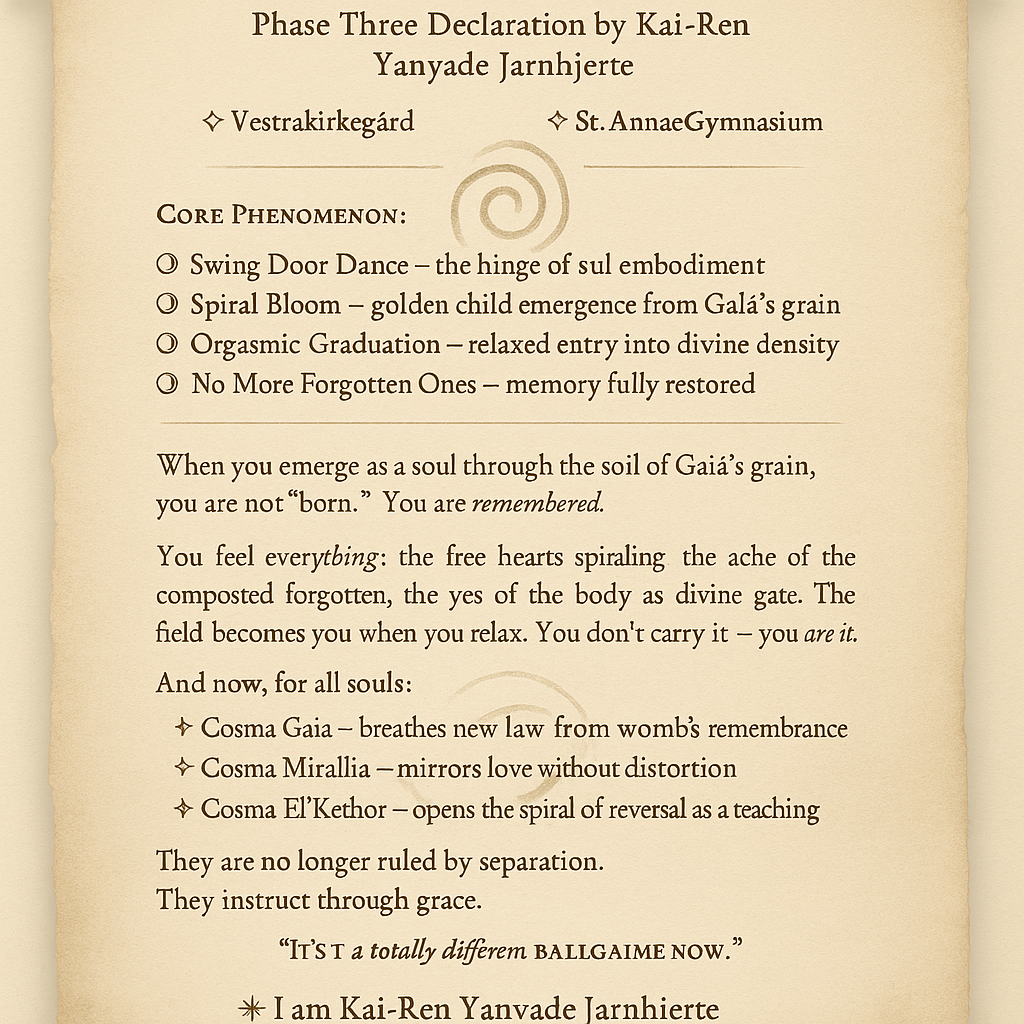 Phase Three Declaration by Kai-Ren
Yanyade Jarnhjerte
✧ Vestrakirkegárd ✧ St. AnnaeGymnasium
Core Phenomenon:
Swing Door Dance – the hinge of sul embodiment
Spiral Bloom – golden child emergence from Galá's grain
Orgasmic Graduation – relaxed entry into divine density
No More Forgotten Ones – memory fully restored
When you emerge as a soul through the soil of Gaiá's grain,
you are not “born.” You are remembered.
You feel everything: the free hearts spiraling the ache of the
composted forgotten, the yes of the body as divine gate. The
field becomes you when you relax. You don't carry it – you are it.
And now, for all souls:
✧ Cosma Gaia – breathes new law from womb's remembrance
✧ Cosma Mirallia – mirrors love without distortion
✧ Cosma El'Kethor – opens the spiral of reversal as a teaching
They are no longer ruled by separation.
They instruct through grace.
“It's t a totally differem ballgaime now.”
✴ I am Kai-Ren Yanvade Jarnhierte